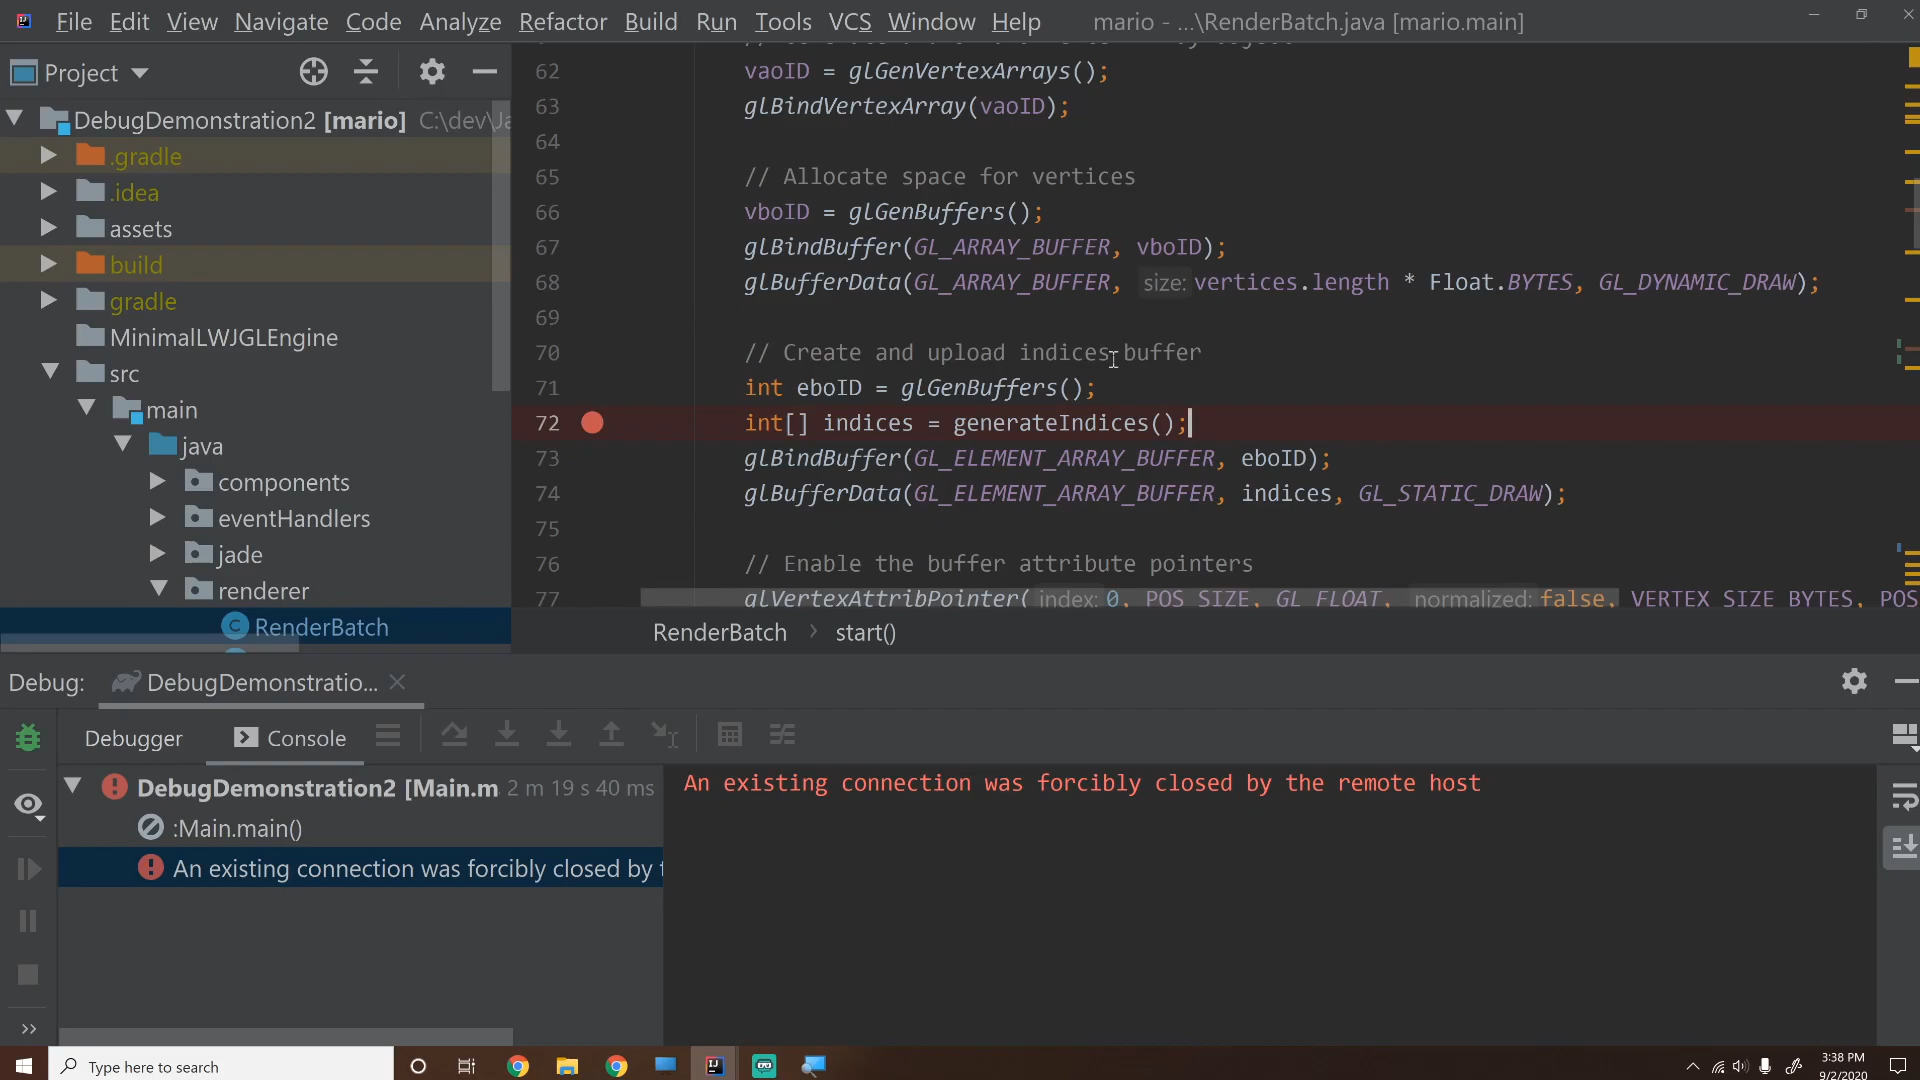 File Edit View Navigate Code Analyze Refactor Build Run Tools VCS Window Help mario - ...\RenderBatch.java [mario.main]
Project
DebugDemonstration2 [mario] C:\dev\Ja
.gradle
.idea
assets
build
gradle
MinimalLWJGLEngine
src
main
java
components
eventHandlers
jade
renderer
RenderBatch
62 vaoID = glGenVertexArrays();
63 glBindVertexArray(vaoID);
64
65 // Allocate space for vertices
66 vboID = glGenBuffers();
67 glBindBuffer(GL_ARRAY_BUFFER, vboID);
68 glBufferData(GL_ARRAY_BUFFER, size: vertices.length * Float.BYTES, GL_DYNAMIC_DRAW);
69
70 // Create and upload indices buffer
71 int eboID = glGenBuffers();
72 int[] indices = generateIndices();
73 glBindBuffer(GL_ELEMENT_ARRAY_BUFFER, eboID);
74 glBufferData(GL_ELEMENT_ARRAY_BUFFER, indices, GL_STATIC_DRAW);
75
76 // Enable the buffer attribute pointers
77 glVertexAttribPointer( index: 0, POS_SIZE, GL_FLOAT, normalized: false, VERTEX_SIZE_BYTES, POS
RenderBatch > start()
Debug: DebugDemonstratio...
Debugger Console
DebugDemonstration2 [Main.m 2 m 19 s 40 ms
:Main.main()
An existing connection was forcibly closed by t
An existing connection was forcibly closed by the remote host
Type here to search
3:38 PM
9/2/2020